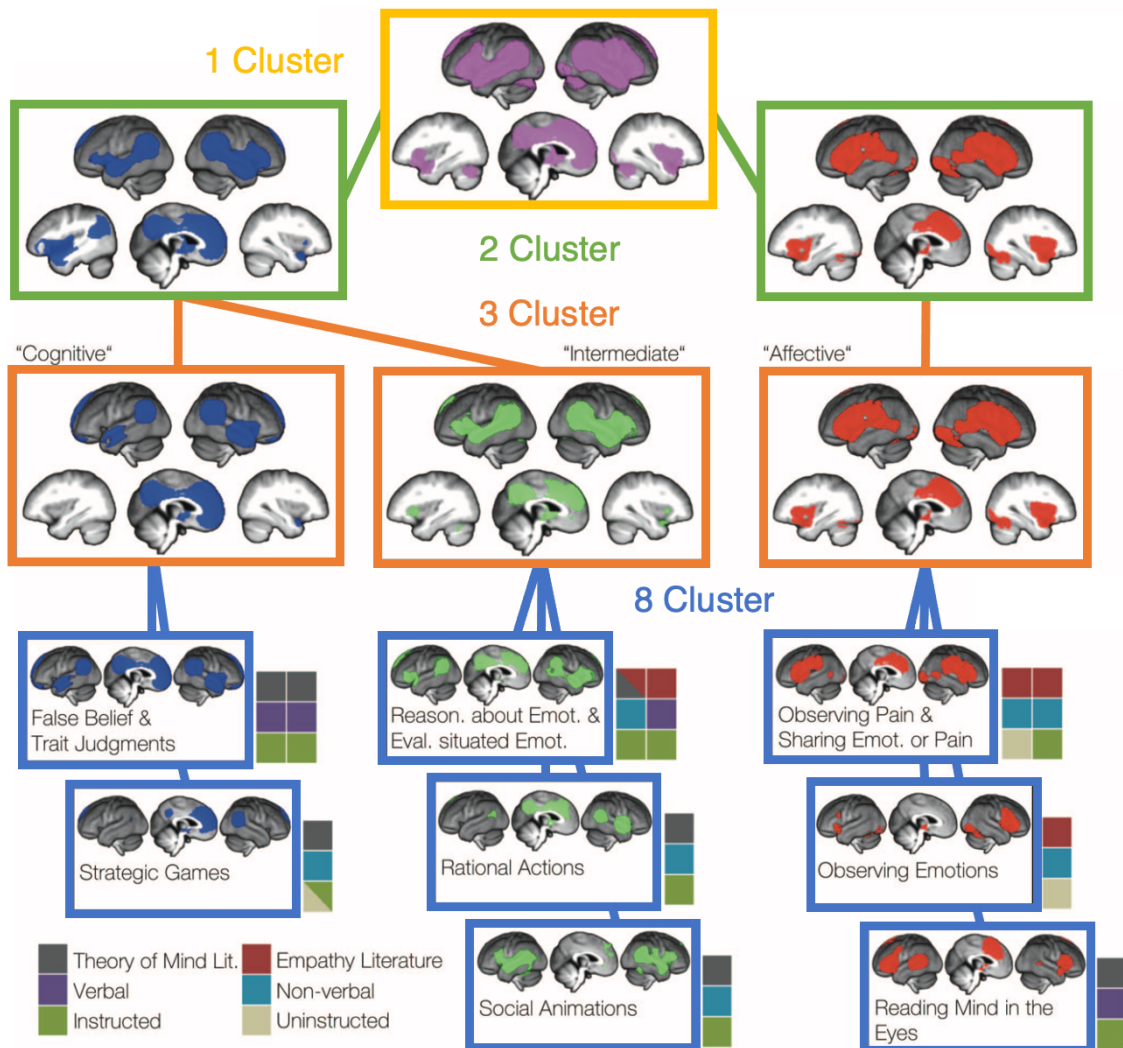 1 Cluster
2 Cluster
3 Cluster
"Cognitive"
"Intermediate"
"Affective"
8 Cluster
False Belief &
Trait Judgments
Reason. about Emot. &
Eval. situated Emot.
Observing Pain &
Sharing Emot. or Pain
Strategic Games
Rational Actions
Observing Emotions
Social Animations
Reading Mind in the
Eyes
Theory of Mind Lit.
Verbal
Instructed
Empathy Literature
Non-verbal
Uninstructed